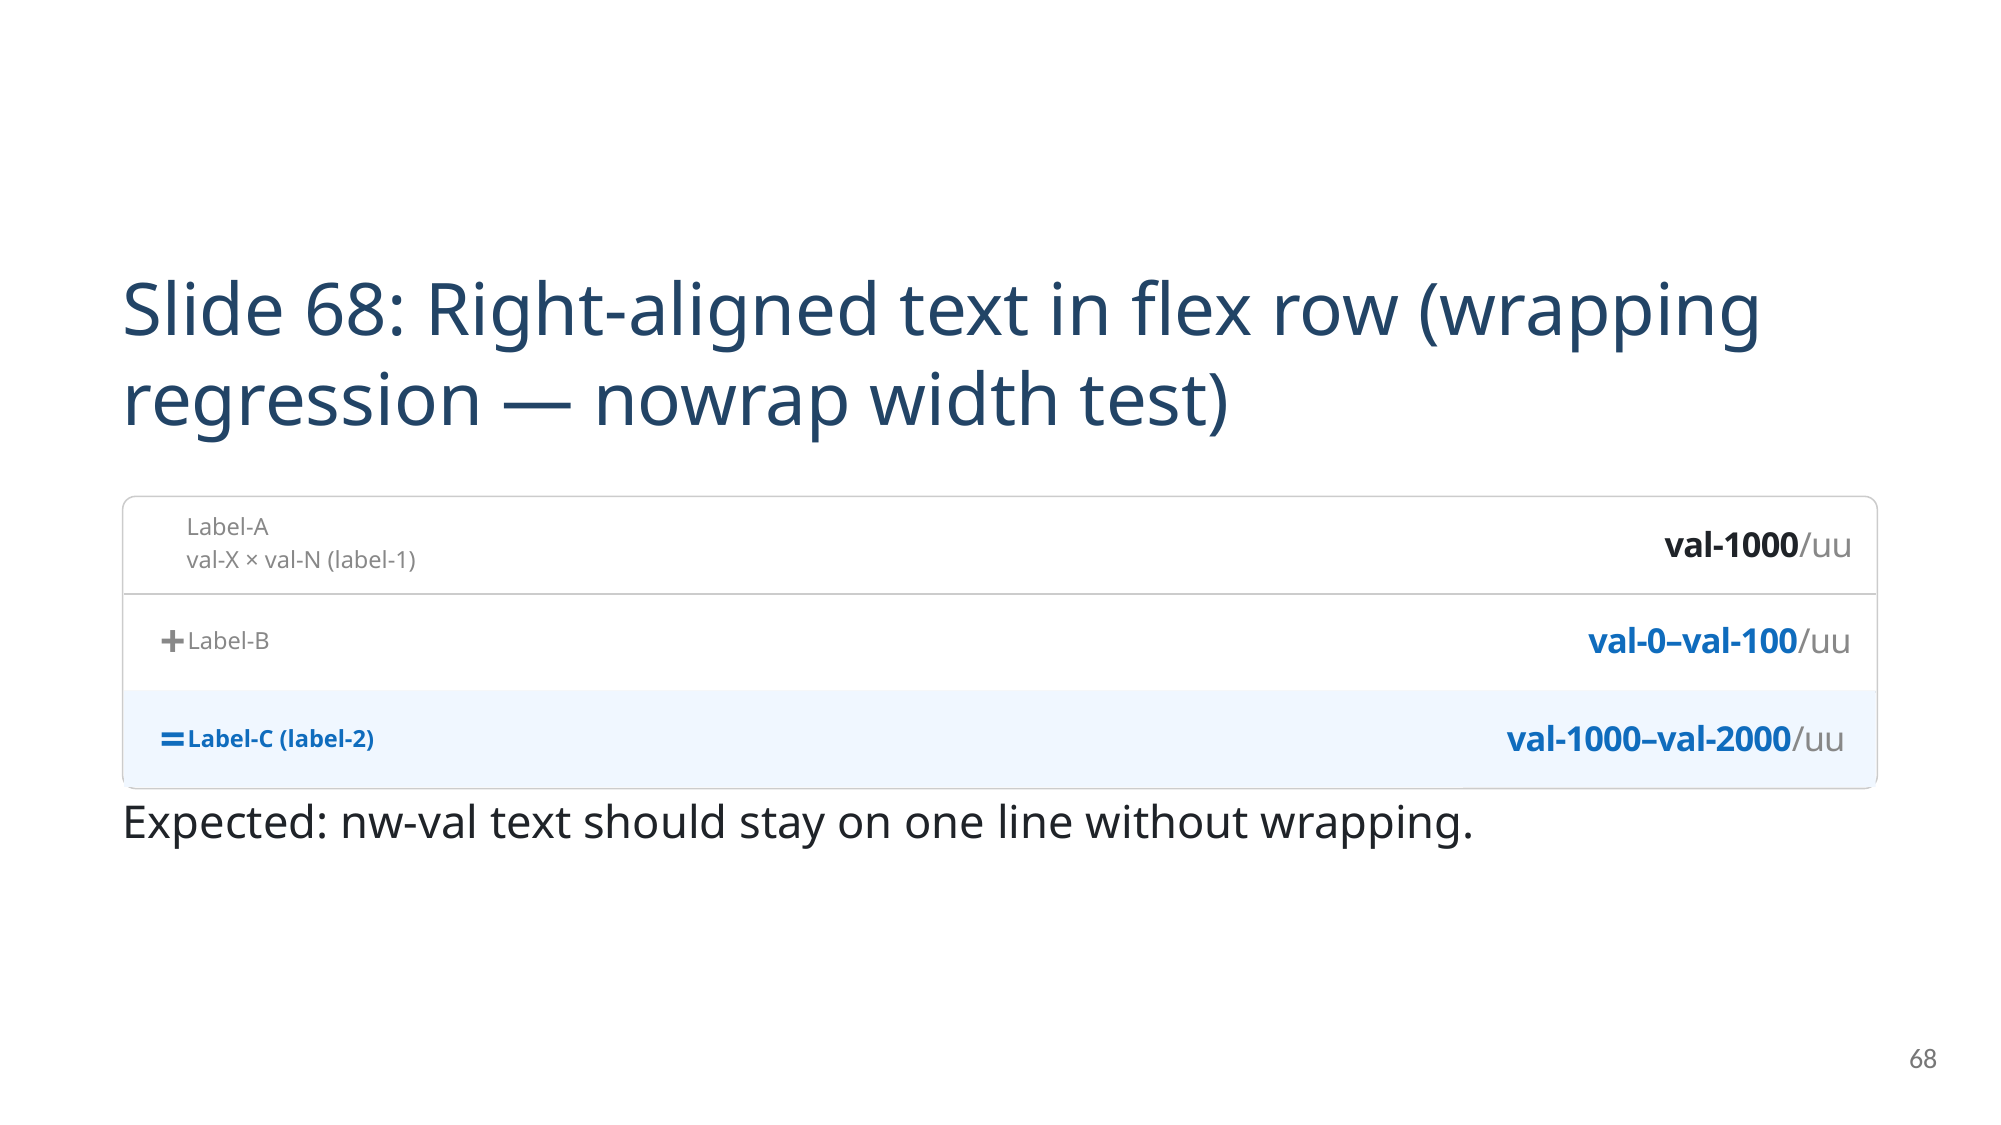 Slide 68: Right-aligned text in flex row (wrapping
regression — nowrap width test)
Label-A
val-X × val-N (label-1)
val-1000/uu
+ Label-B
val-0–val-100/uu
= Label-C (label-2)
val-1000–val-2000/uu
Expected: nw-val text should stay on one line without wrapping.
68